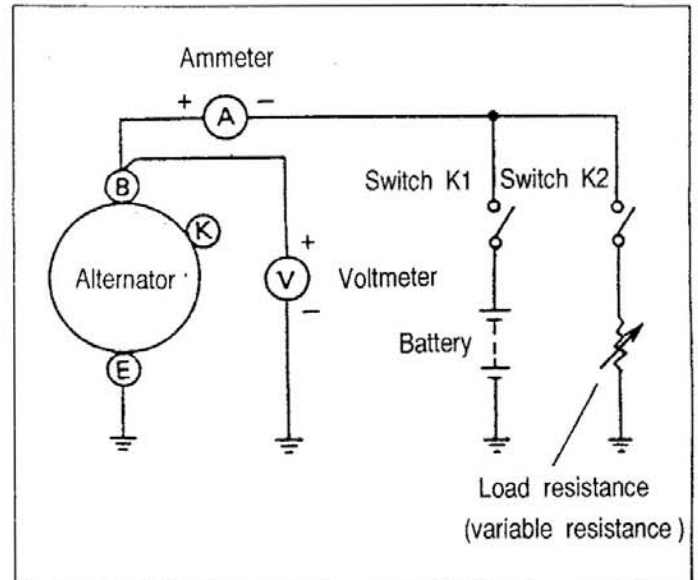 Ammeter
+ A −
B
Switch K1 Switch K2
K
+
Alternator
V
Voltmeter
−
Battery
E
Load resistance
(variable resistance)